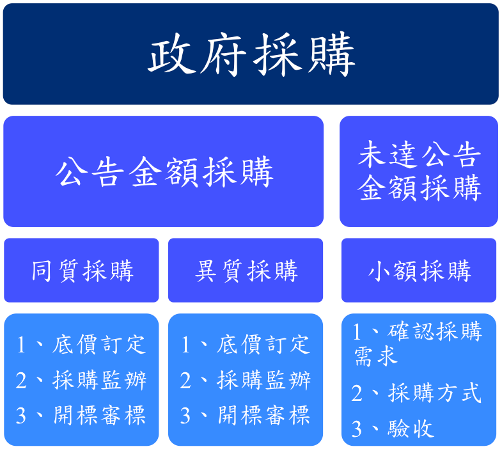 政府採購
公告金額採購
未達公告
金額採購
同質採購
異質採購
小額採購
1、底價訂定
2、採購監辦
3、開標審標
1、底價訂定
2、採購監辦
3、開標審標
1、確認採購
需求
2、採購方式
3、驗收